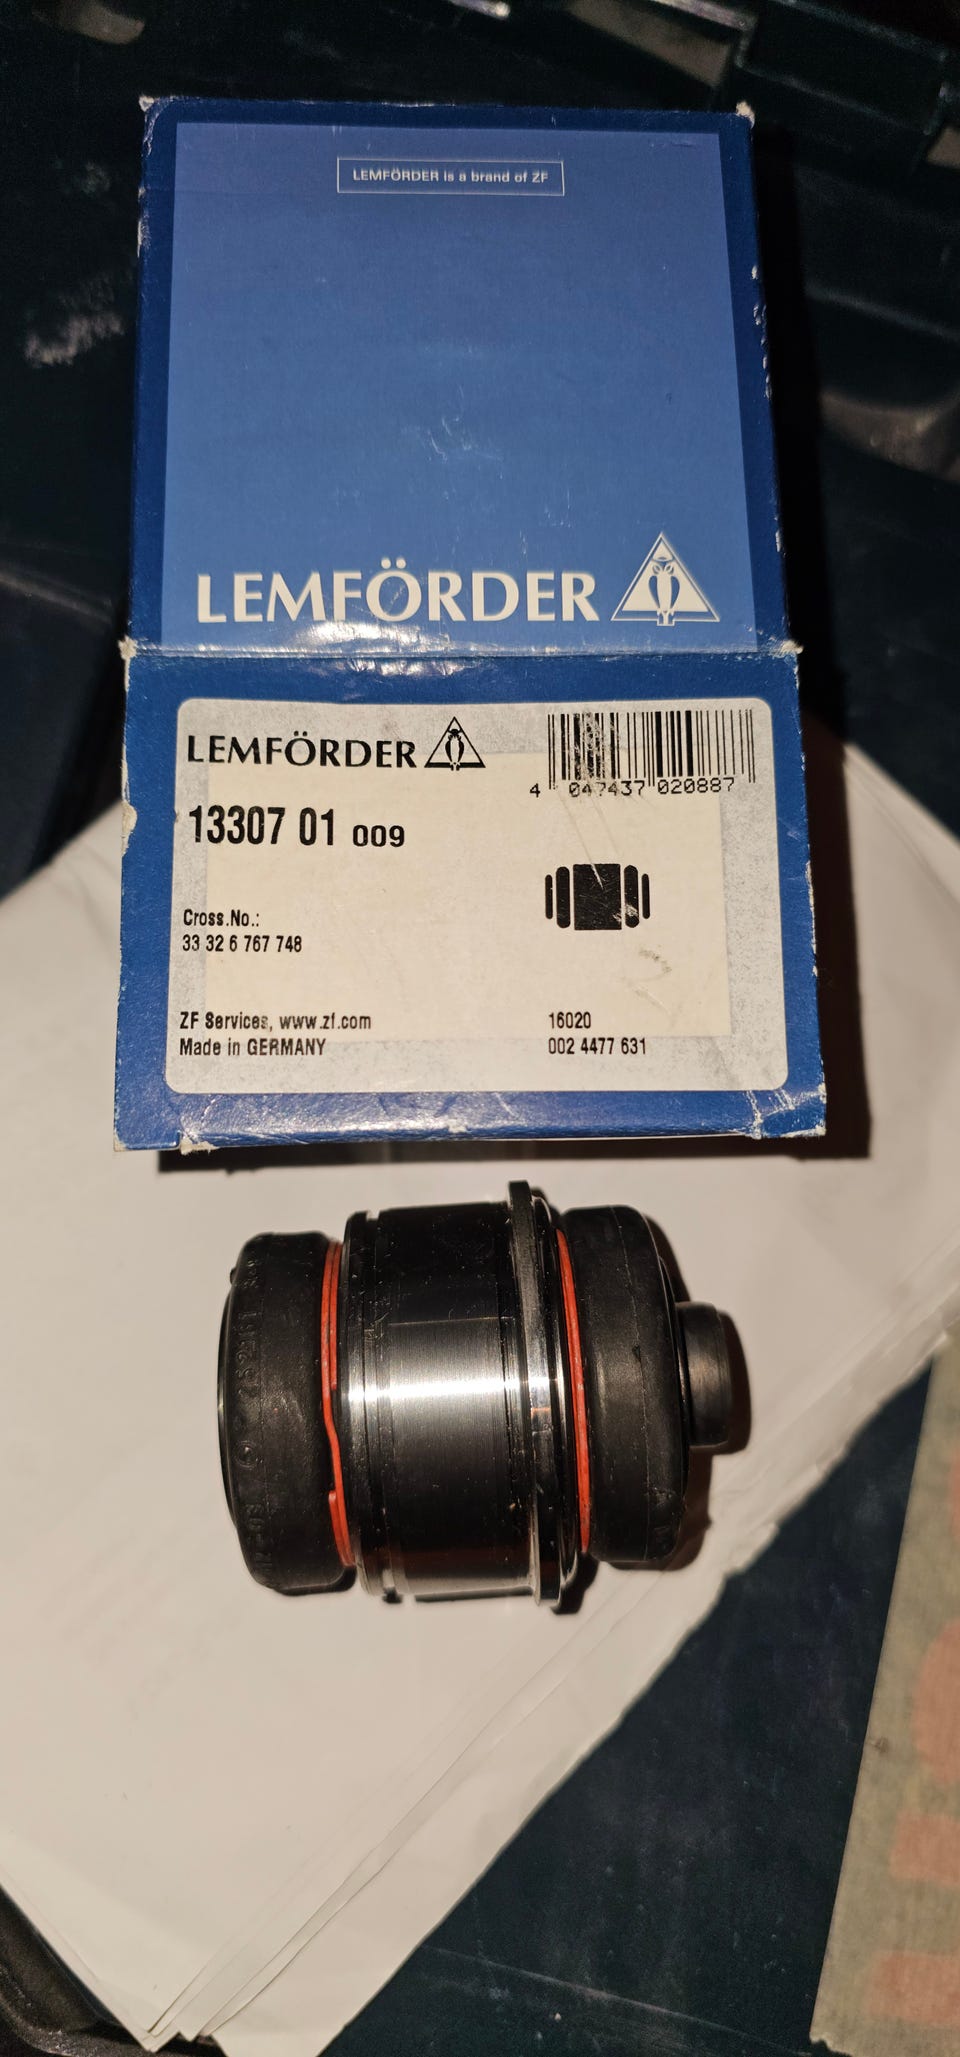 LEMFÖRDER is a brand of ZF
LEMFÖRDER
LEMFÖRDER
4 047437 020887
13307 01 009
Cross.No.:
33 32 6 767 748
ZF Services, www.zf.com
Made in GERMANY
16020
002 4477 631